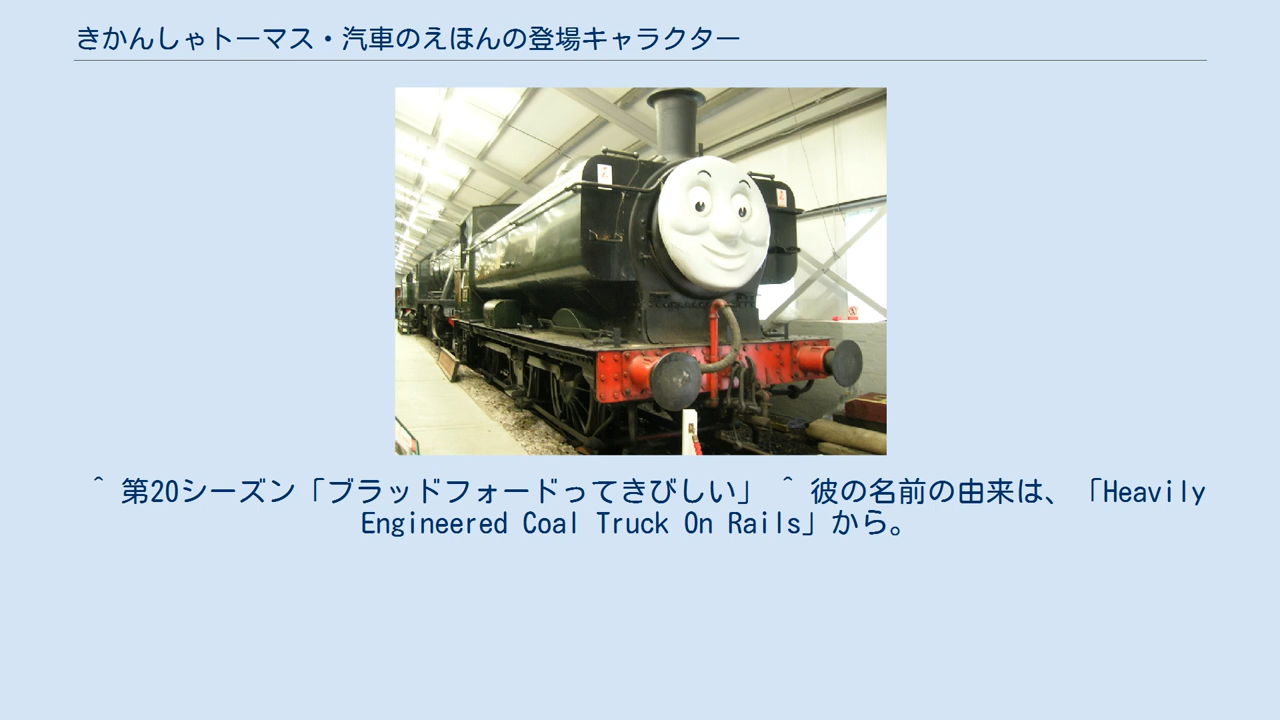 きかんしゃトーマス・汽車のえほんの登場キャラクター
^ 第20シーズン「ブラッドフォードってきびしい」 ^ 彼の名前の由来は、「Heavily
Engineered Coal Truck On Rails」から。